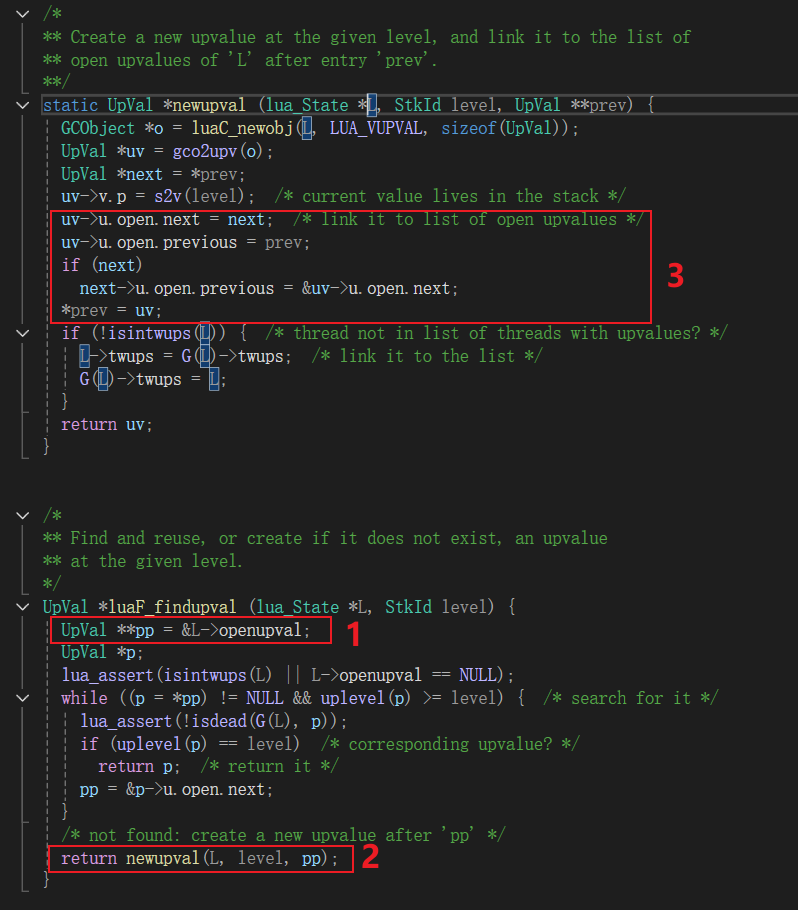 /*
** Create a new upvalue at the given level, and link it to the list of
** open upvalues of 'L' after entry 'prev'.
**/
static UpVal *newupval (lua_State *L, StkId level, UpVal **prev) {
GCObject *o = luaC_newobj(L, LUA_VUPVAL, sizeof(UpVal));
UpVal *uv = gco2upv(o);
UpVal *next = *prev;
uv->v.p = s2v(level);  /* current value lives in the stack */
uv->u.open.next = next;  /* link it to list of open upvalues */
uv->u.open.previous = prev;
if (next)
next->u.open.previous = &uv->u.open.next;
3
*prev = uv;
if (!isintwups(L)) {  /* thread not in list of threads with upvalues? */
L->twups = G(L)->twups;  /* link it to the list */
G(L)->twups = L;
}
return uv;
}
/*
** Find and reuse, or create if it does not exist, an upvalue
** at the given level.
*/
UpVal *luaF_findupval (lua_State *L, StkId level) {
UpVal **pp = &L->openupval; 1
UpVal *p;
lua_assert(isintwups(L) || L->openupval == NULL);
while ((p = *pp) != NULL && uplevel(p) >= level) {  /* search for it */
lua_assert(!isdead(G(L), p));
if (uplevel(p) == level)  /* corresponding upvalue? */
return p;  /* return it */
pp = &p->u.open.next;
}
/* not found: create a new upvalue after 'pp' */
return newupval(L, level, pp); 2
}